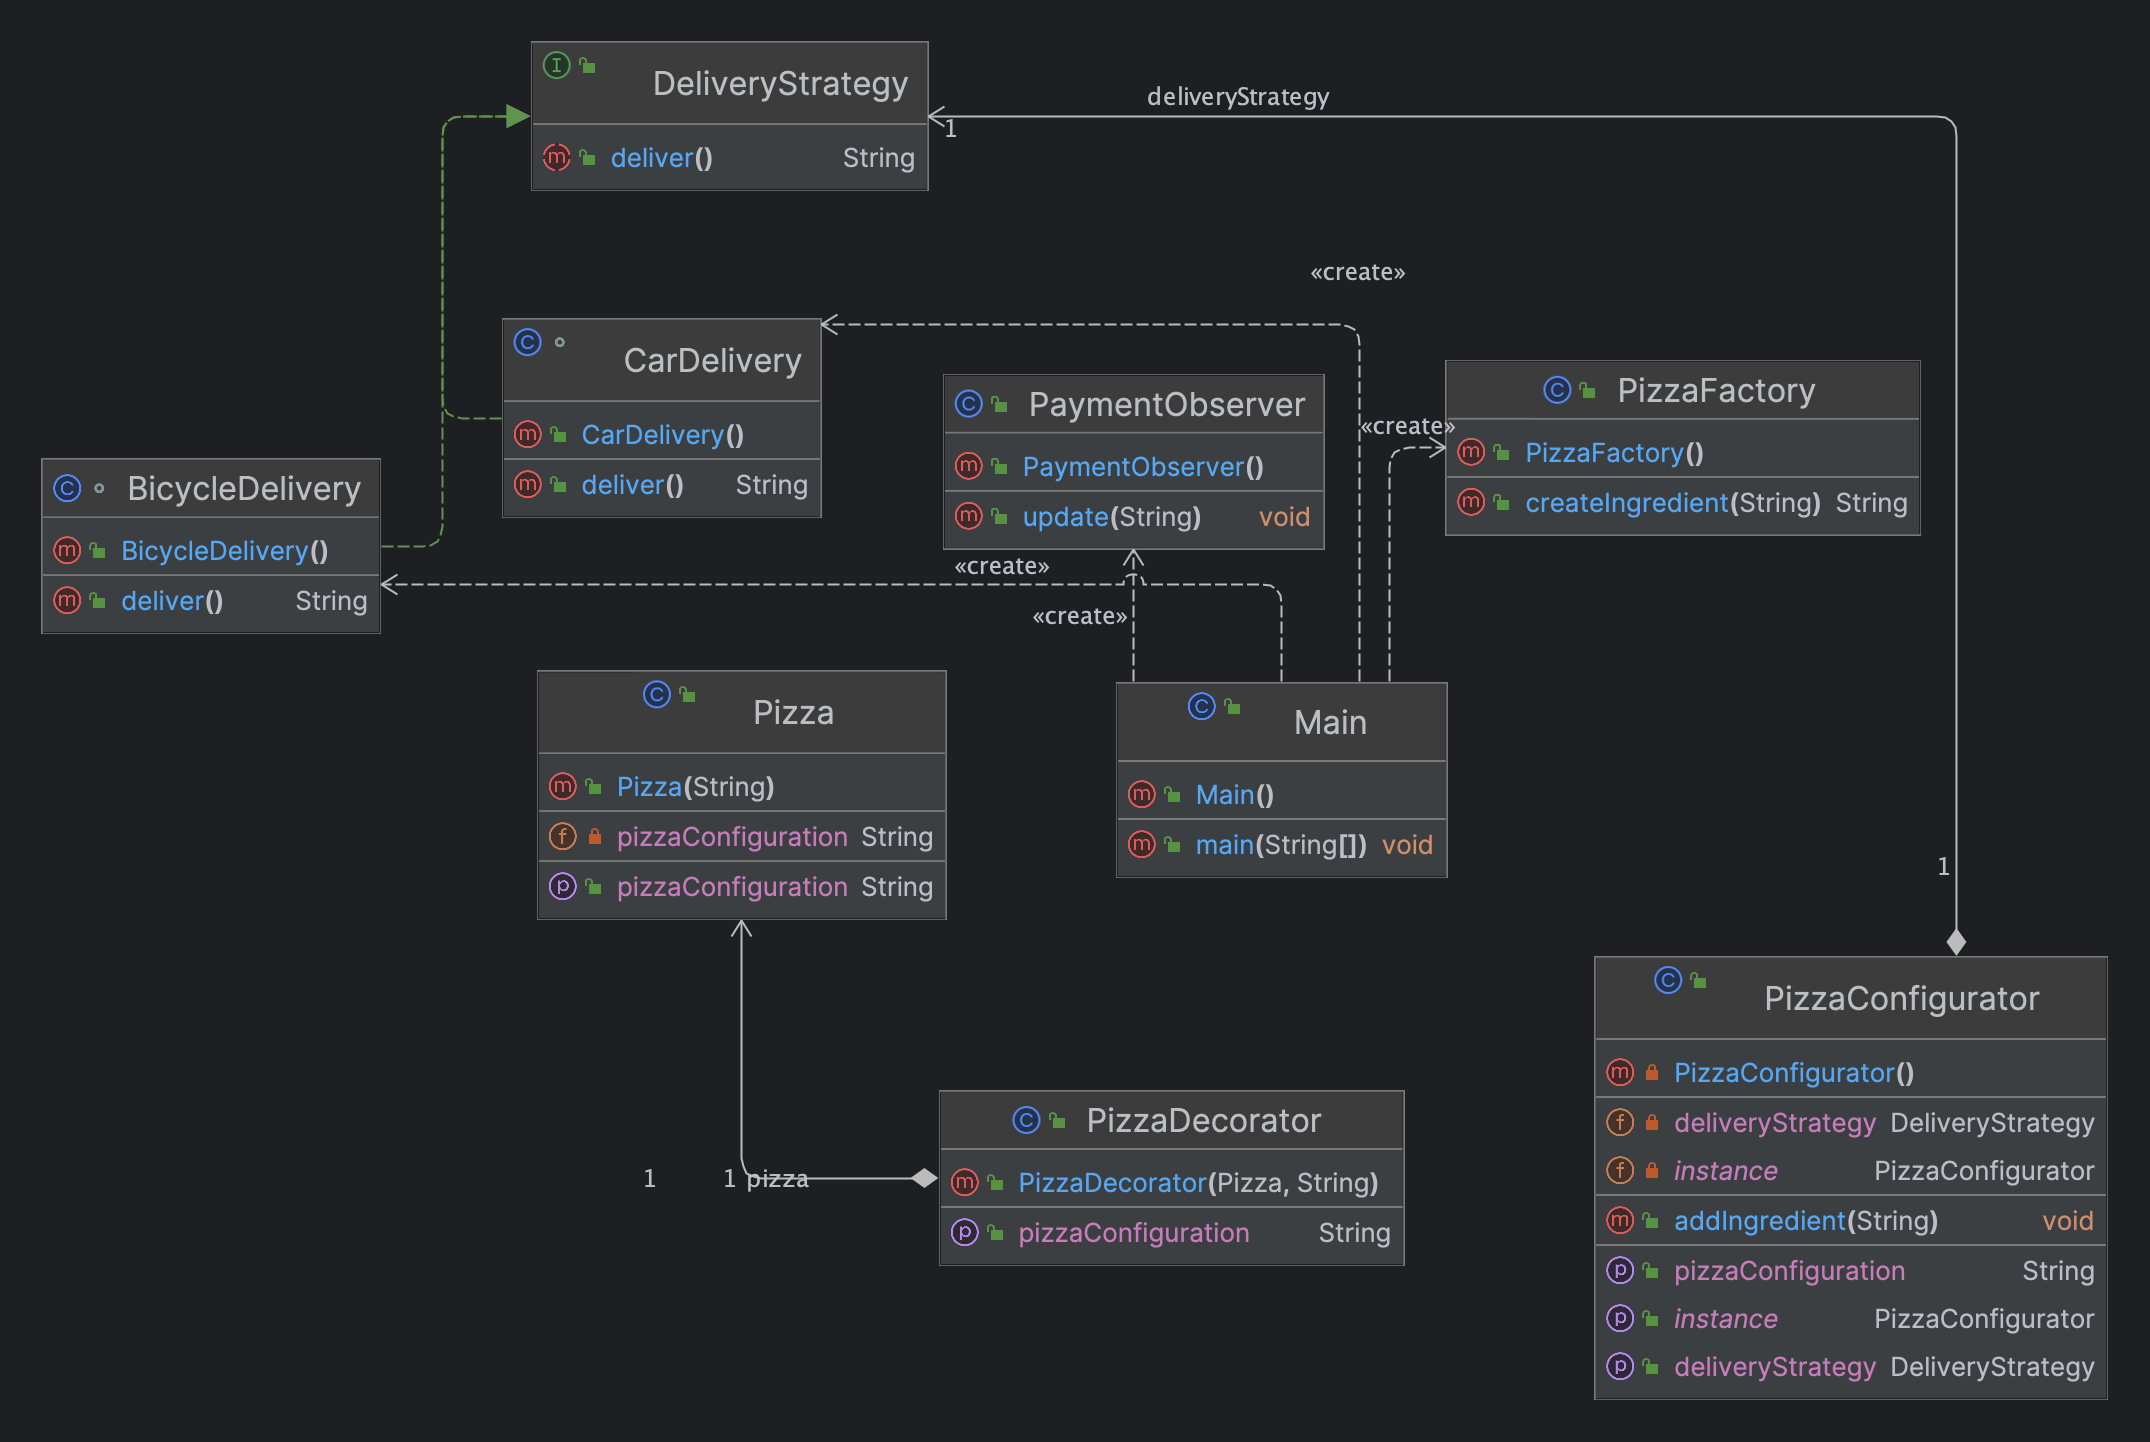 DeliveryStrategy
deliver() String
deliveryStrategy
1
«create»
CarDelivery
CarDelivery()
deliver() String
PaymentObserver
PaymentObserver()
update(String) void
«create»
PizzaFactory
PizzaFactory()
createIngredient(String) String
BicycleDelivery
BicycleDelivery()
deliver() String
«create»
«create»
Pizza
Pizza(String)
pizzaConfiguration String
pizzaConfiguration String
Main
Main()
main(String[]) void
1
PizzaConfigurator
PizzaConfigurator()
deliveryStrategy DeliveryStrategy
instance PizzaConfigurator
addIngredient(String) void
pizzaConfiguration String
instance PizzaConfigurator
deliveryStrategy DeliveryStrategy
1
1 pizza
PizzaDecorator
PizzaDecorator(Pizza, String)
pizzaConfiguration String